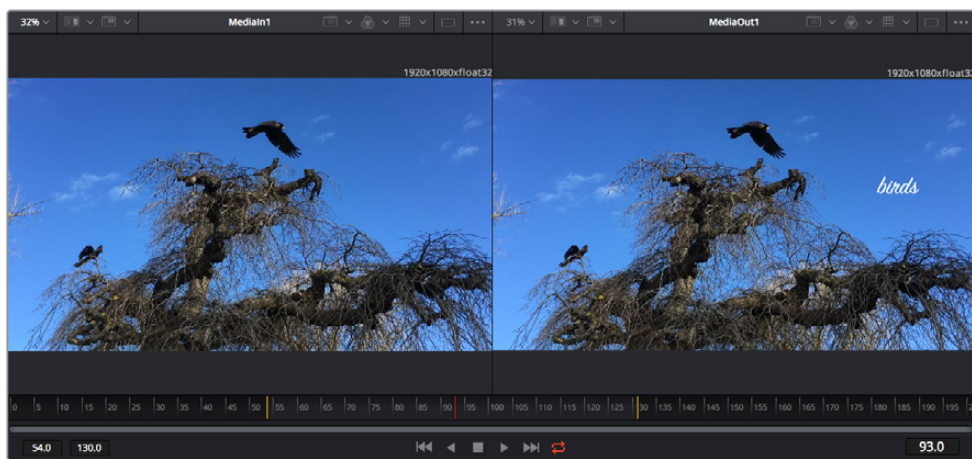 32% MediaIn1 31% MediaOut1
1920x1080xfloat32 1920x1080xfloat32
birds
0 5 10 15 20 25 30 35 40 45 50 55 60 65 70 75 80 85 90 95 100 105 110 115 120 125 130 135 140 145 150 155 160 165 170 175 180 185 190 195
54.0 130.0 93.0